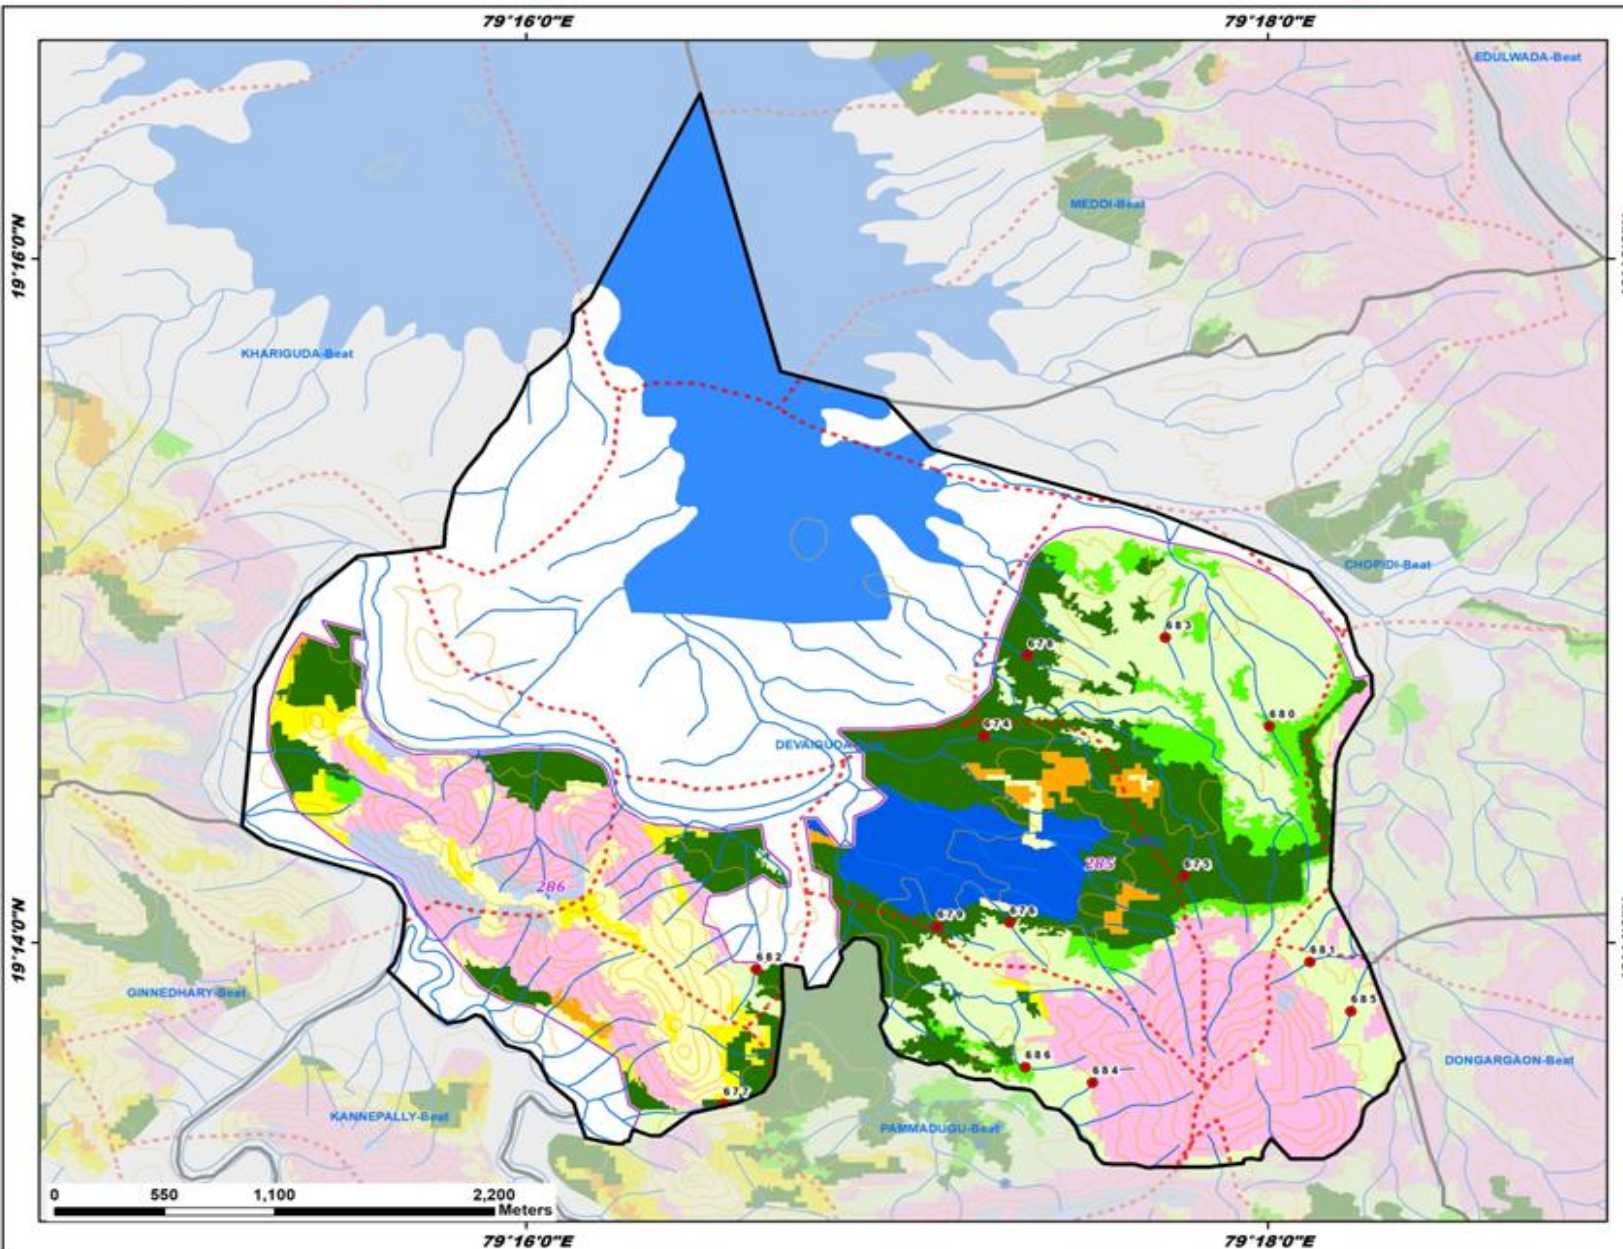 79°16'0"E
79°18'0"E
EDULWADA-Beat
MEDDI-Beat
19°16'0"N
KHARIGUDA-Beat
CHOPIDI-Beat
683
680
674
DEVAIGUDA
285
675
286
679
676
19°14'0"N
682
681
GINNEDHARY-Beat
685
686
DONGARGAON-Beat
684
677
KANNEPALLY-Beat
PAMMADUGU-Beat
0 550 1,100 2,200
Meters
79°16'0"E
79°18'0"E